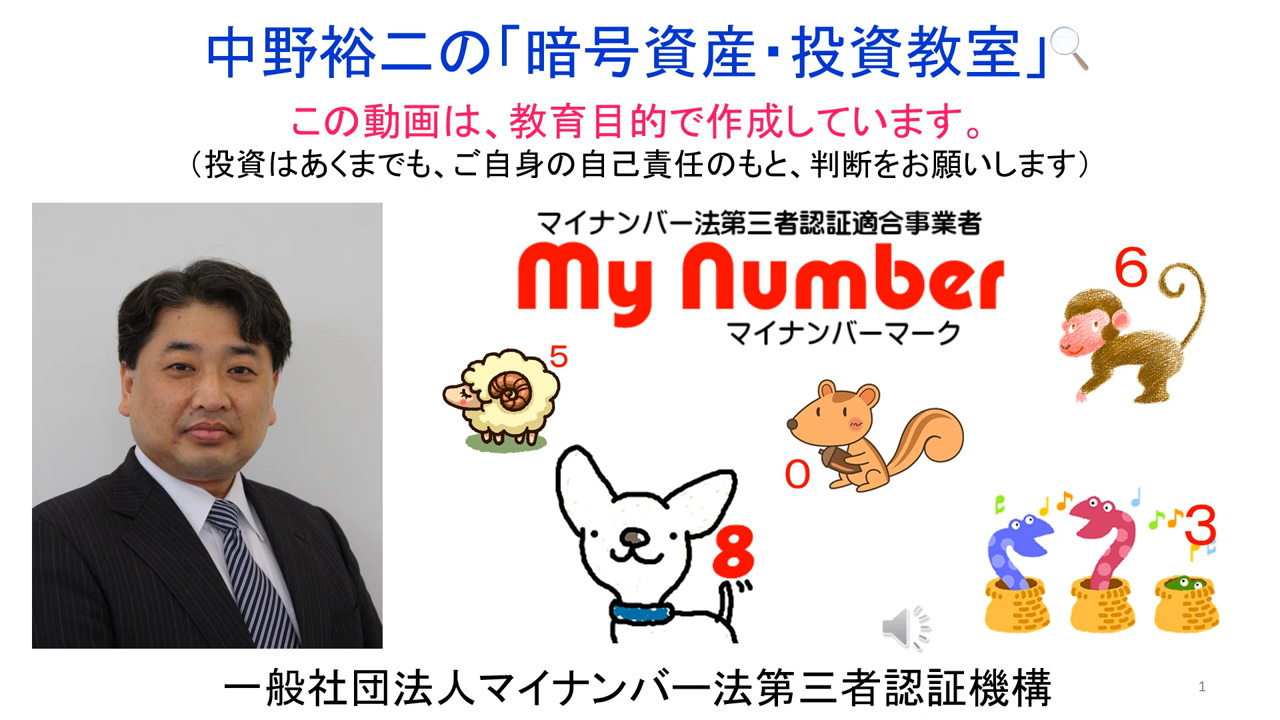 中野裕二の「暗号資産・投資教室」
この動画は、教育目的で作成しています。
（投資はあくまでも、ご自身の自己責任のもと、判断をお願いします）
マイナンバー法第三者認証適合事業者
My Number
マイナンバーマーク
6
5
0
3
8
一般社団法人マイナンバー法第三者認証機構
1